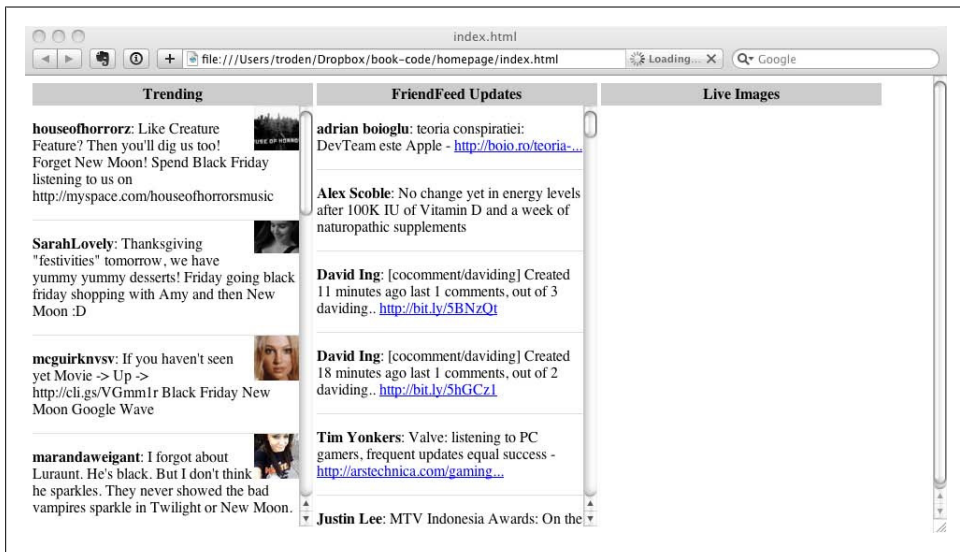 index.html
file:///Users/troden/Dropbox/book-code/homepage/index.html
Loading...
Google
Trending
houseofhorrorz: Like Creature
Feature? Then you'll dig us too!
Forget New Moon! Spend Black Friday
listening to us on
http://myspace.com/houseofhorrorsmusic
SarahLovely: Thanksgiving
"festivities" tomorrow, we have
yummy yummy desserts! Friday going black
friday shopping with Amy and then New
Moon :D
mcguirknvsv: If you haven't seen
yet Movie -> Up ->
http://cli.gs/VGmm1r Black Friday New
Moon Google Wave
marandaweigant: I forgot about
Luraunt. He's black. But I don't think
he sparkles. They never showed the bad
vampires sparkle in Twilight or New Moon.
FriendFeed Updates
adrian boioglu: teoria conspiratiei:
DevTeam este Apple - http://boio.ro/teoria-...
Alex Scoble: No change yet in energy levels
after 100K IU of Vitamin D and a week of
naturopathic supplements
David Ing: [cocomment/daviding] Created
11 minutes ago last 1 comments, out of 3
daviding.. http://bit.ly/5BNzQt
David Ing: [cocomment/daviding] Created
18 minutes ago last 1 comments, out of 2
daviding.. http://bit.ly/5hGCz1
Tim Yonkers: Valve: listening to PC
gamers, frequent updates equal success -
http://arstechnica.com/gaming...
Justin Lee: MTV Indonesia Awards: On the
Live Images